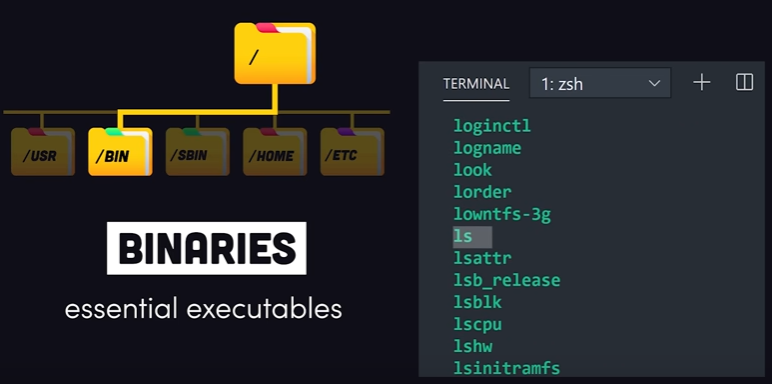 /
/USR
/BIN
/SBIN
/HOME
/ETC
BINARIES
essential executables
TERMINAL
1: zsh
loginctl
logname
look
lorder
lowntfs-3g
ls
lsattr
lsb_release
lsblk
lscpu
lshw
lsinitramfs